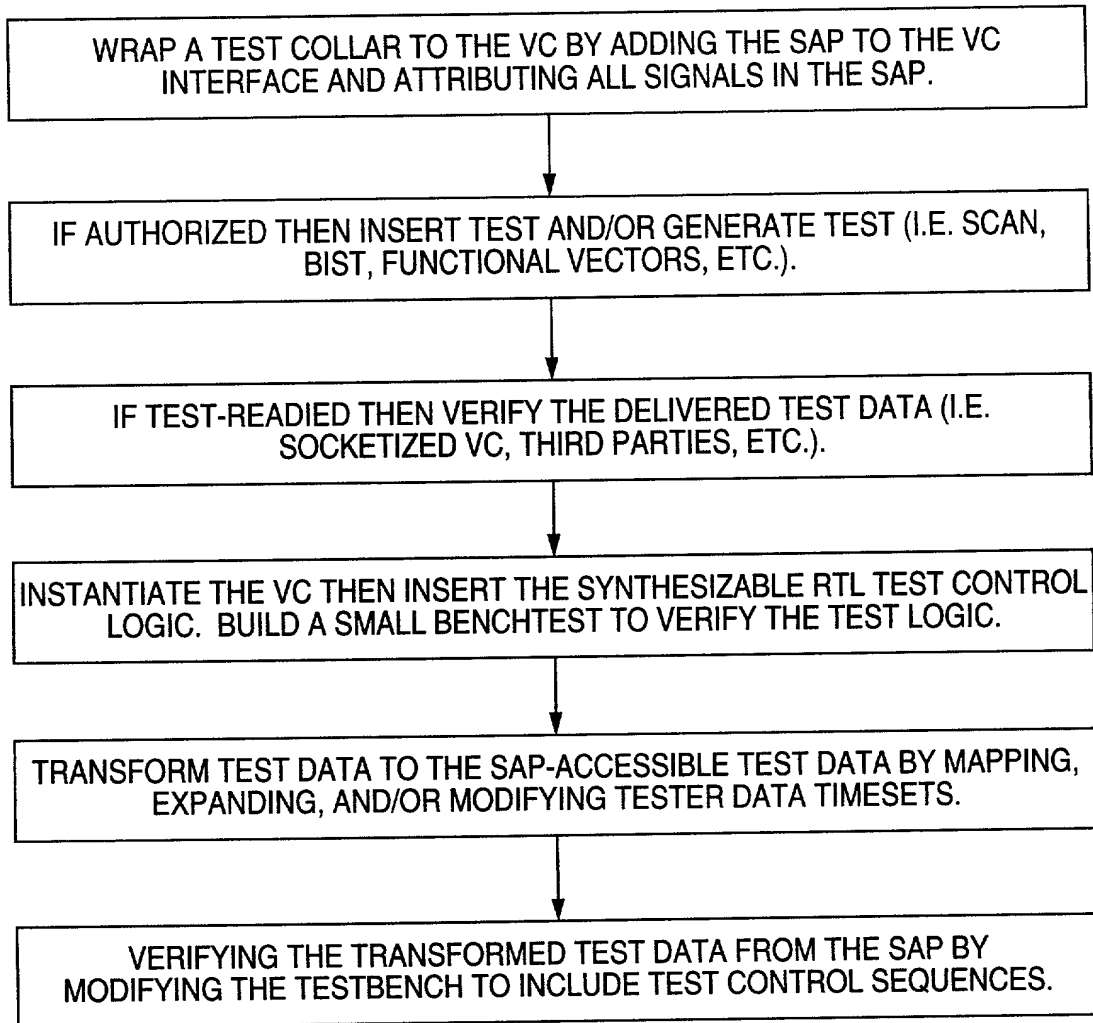 WRAP A TEST COLLAR TO THE VC BY ADDING THE SAP TO THE VC
INTERFACE AND ATTRIBUTING ALL SIGNALS IN THE SAP.
IF AUTHORIZED THEN INSERT TEST AND/OR GENERATE TEST (I.E. SCAN,
BIST, FUNCTIONAL VECTORS, ETC.).
IF TEST-READIED THEN VERIFY THE DELIVERED TEST DATA (I.E.
SOCKETIZED VC, THIRD PARTIES, ETC.).
INSTANTIATE THE VC THEN INSERT THE SYNTHESIZABLE RTL TEST CONTROL
LOGIC. BUILD A SMALL BENCHTEST TO VERIFY THE TEST LOGIC.
TRANSFORM TEST DATA TO THE SAP-ACCESSIBLE TEST DATA BY MAPPING,
EXPANDING, AND/OR MODIFYING TESTER DATA TIMESETS.
VERIFYING THE TRANSFORMED TEST DATA FROM THE SAP BY
MODIFYING THE TESTBENCH TO INCLUDE TEST CONTROL SEQUENCES.